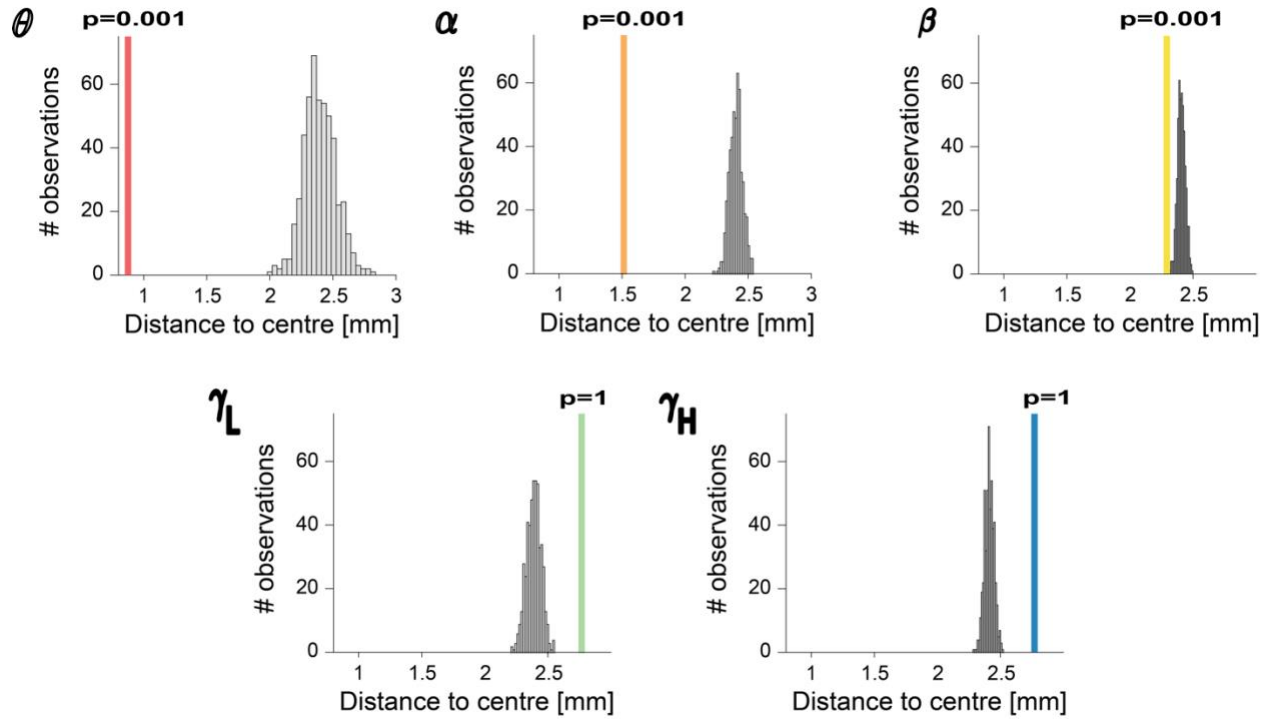 θ p=0.001
# observations
60
40
20
0
1 1.5 2 2.5 3
Distance to centre [mm]
α p=0.001
# observations
60
40
20
0
1 1.5 2 2.5 3
Distance to centre [mm]
β p=0.001
# observations
60
40
20
0
1 1.5 2 2.5
Distance to centre [mm]
γL p=1
# observations
60
40
20
0
1 1.5 2 2.5
Distance to centre [mm]
γH p=1
# observations
60
40
20
0
1 1.5 2 2.5
Distance to centre [mm]